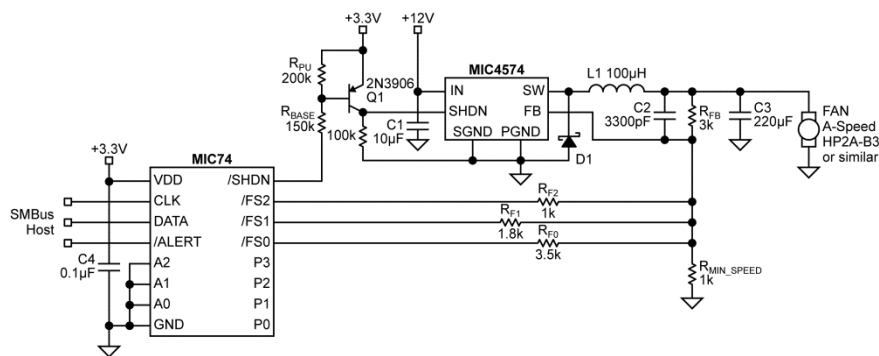 +3.3V
+12V
RPU
200k
2N3906
Q1
RBASE
150k
100k
C1
10µF
MIC4574
IN
SHDN
SGND
PGND
SW
FB
L1 100µH
D1
C2
3300pF
RFB
3k
C3
220µF
FAN
A-Speed
HP2A-B3
or similar
+3.3V
MIC74
VDD
CLK
DATA
/ALERT
A2
A1
A0
GND
/SHDN
/FS2
/FS1
/FS0
P3
P2
P1
P0
SMBus
Host
C4
0.1µF
RF2
1k
RF1
1.8k
RF0
3.5k
RMIN_SPEED
1k